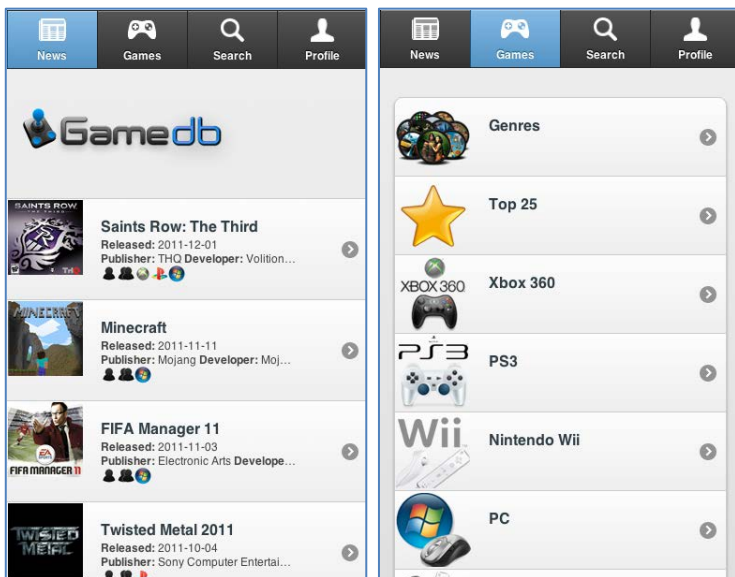 News Games Search Profile
Gamedb
SAINTS ROW
THE THIRD
Saints Row: The Third
Released: 2011-12-01
Publisher: THQ Developer: Volition...
MINECRAFT
Minecraft
Released: 2011-11-11
Publisher: Mojang Developer: Moj...
FIFA MANAGER 11
FIFA Manager 11
Released: 2011-11-03
Publisher: Electronic Arts Develope...
TWISTED
METAL
Twisted Metal 2011
Released: 2011-10-04
Publisher: Sony Computer Entertai...
News Games Search Profile
Genres
Top 25
XBOX 360
Xbox 360
PS3
PS3
Wii
Nintendo Wii
PC